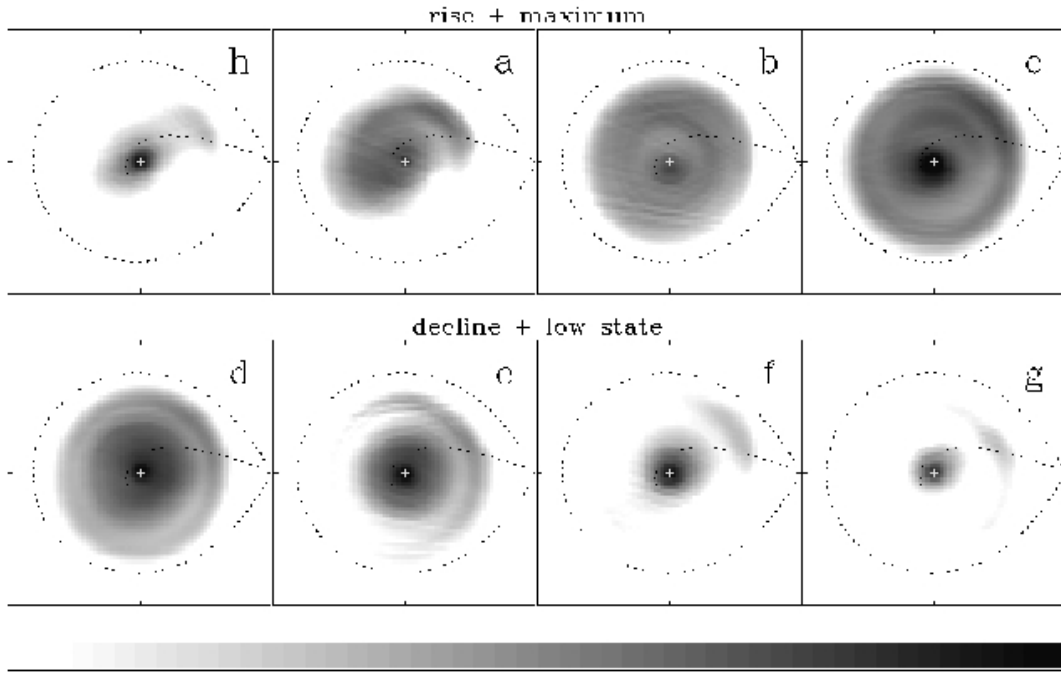 rise + maximum
h a b c
decline + low state
d e f g